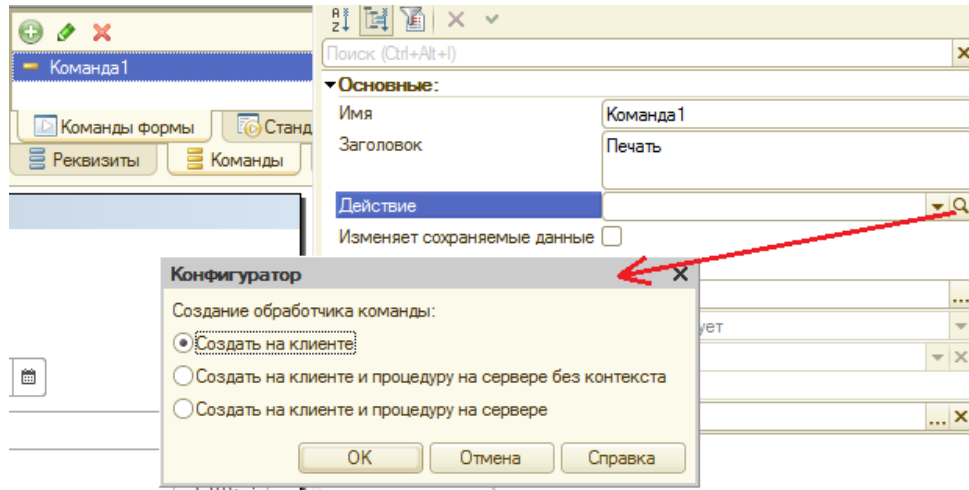 Поиск (Ctrl+Alt+I)
Команда1
Основные:
Имя
Команда1
Команды формы
Станд
Заголовок
Печать
Реквизиты
Команды
Действие
Изменяет сохраняемые данные
Конфигуратор
Создание обработчика команды:
Создать на клиенте
Создать на клиенте и процедуру на сервере без контекста
Создать на клиенте и процедуру на сервере
ОК
Отмена
Справка
ует